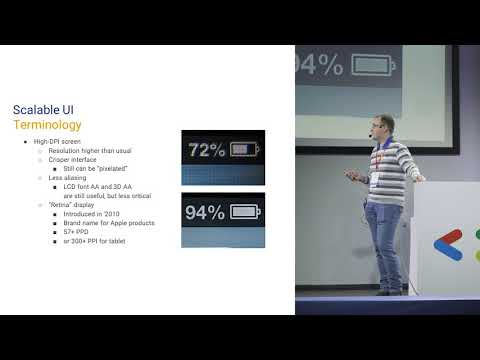 Scalable UI
Terminology
● High-DPI screen
○ Resolution higher than usual
○ Crisper interface
■ Still can be "pixelated"
○ Less aliasing
■ LCD font AA and 3D AA
are still useful, but less critical
○ "Retina" display
■ Introduced in '2010
■ Brand name for Apple products
■ 57+ PPD
■ or 300+ PPI for tablet
72%
94%
94%